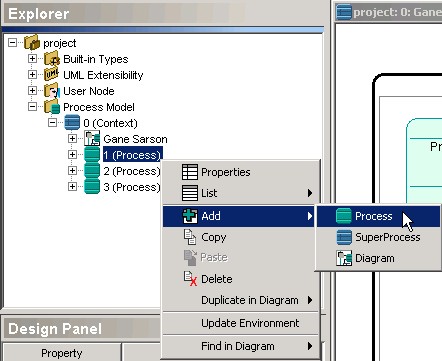 Explorer
project: 0: Gane
project
Built-in Types
UML Extensibility
User Node
Process Model
0 (Context)
Gane Sarson
1 (Process)
2 (Process)
3 (Process)
Properties
List
Add
Copy
Paste
Delete
Duplicate in Diagram
Update Environment
Find in Diagram
Process
SuperProcess
Diagram
Pr
Design Panel
Property